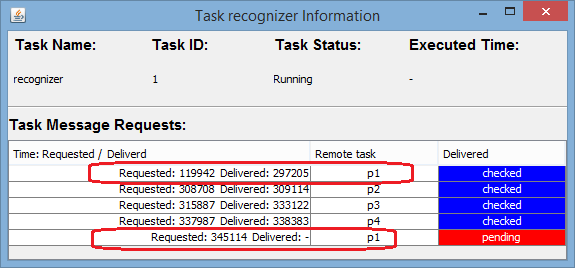 Task recognizer Information
Task Name: Task ID: Task Status: Executed Time:
recognizer 1 Running -
Task Message Requests:
Time: Requested / Deliverd Remote task Delivered
Requested: 119942 Delivered: 297205 p1 checked
Requested: 308708 Delivered: 309114 p2 checked
Requested: 315887 Delivered: 333122 p3 checked
Requested: 337987 Delivered: 338383 p4 checked
Requested: 345114 Delivered: - p1 pending